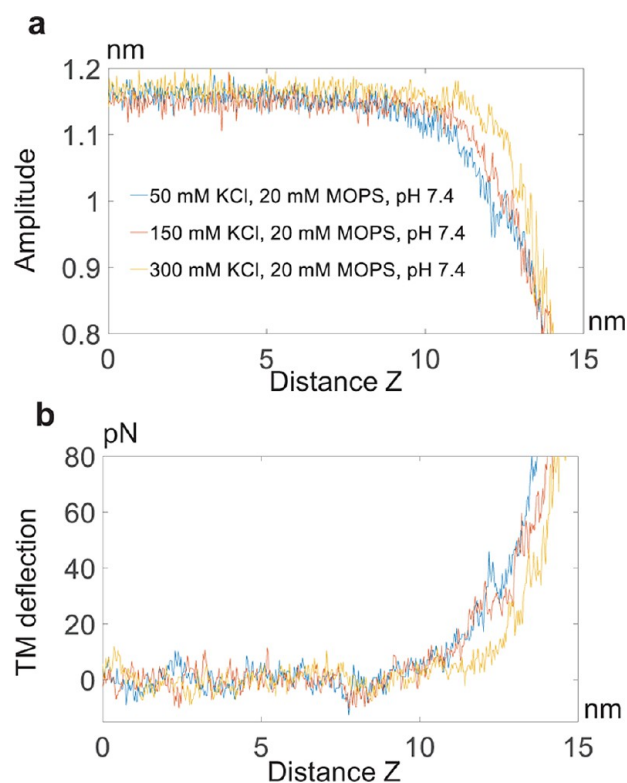 a
nm
1.2
1.1
1
0.9
0.8
Amplitude
50 mM KCl, 20 mM MOPS, pH 7.4
150 mM KCl, 20 mM MOPS, pH 7.4
300 mM KCl, 20 mM MOPS, pH 7.4
nm
0 5 10 15
Distance Z
b
pN
80
60
40
20
0
TM deflection
nm
0 5 10 15
Distance Z